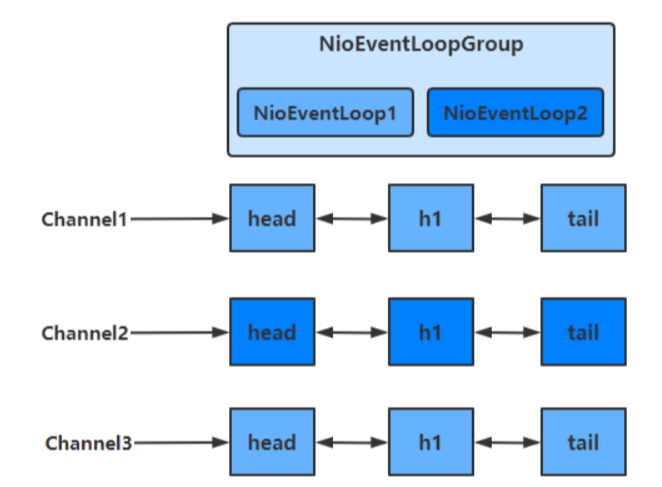 NioEventLoopGroup
NioEventLoop1 NioEventLoop2
Channel1 head h1 tail
Channel2 head h1 tail
Channel3 head h1 tail